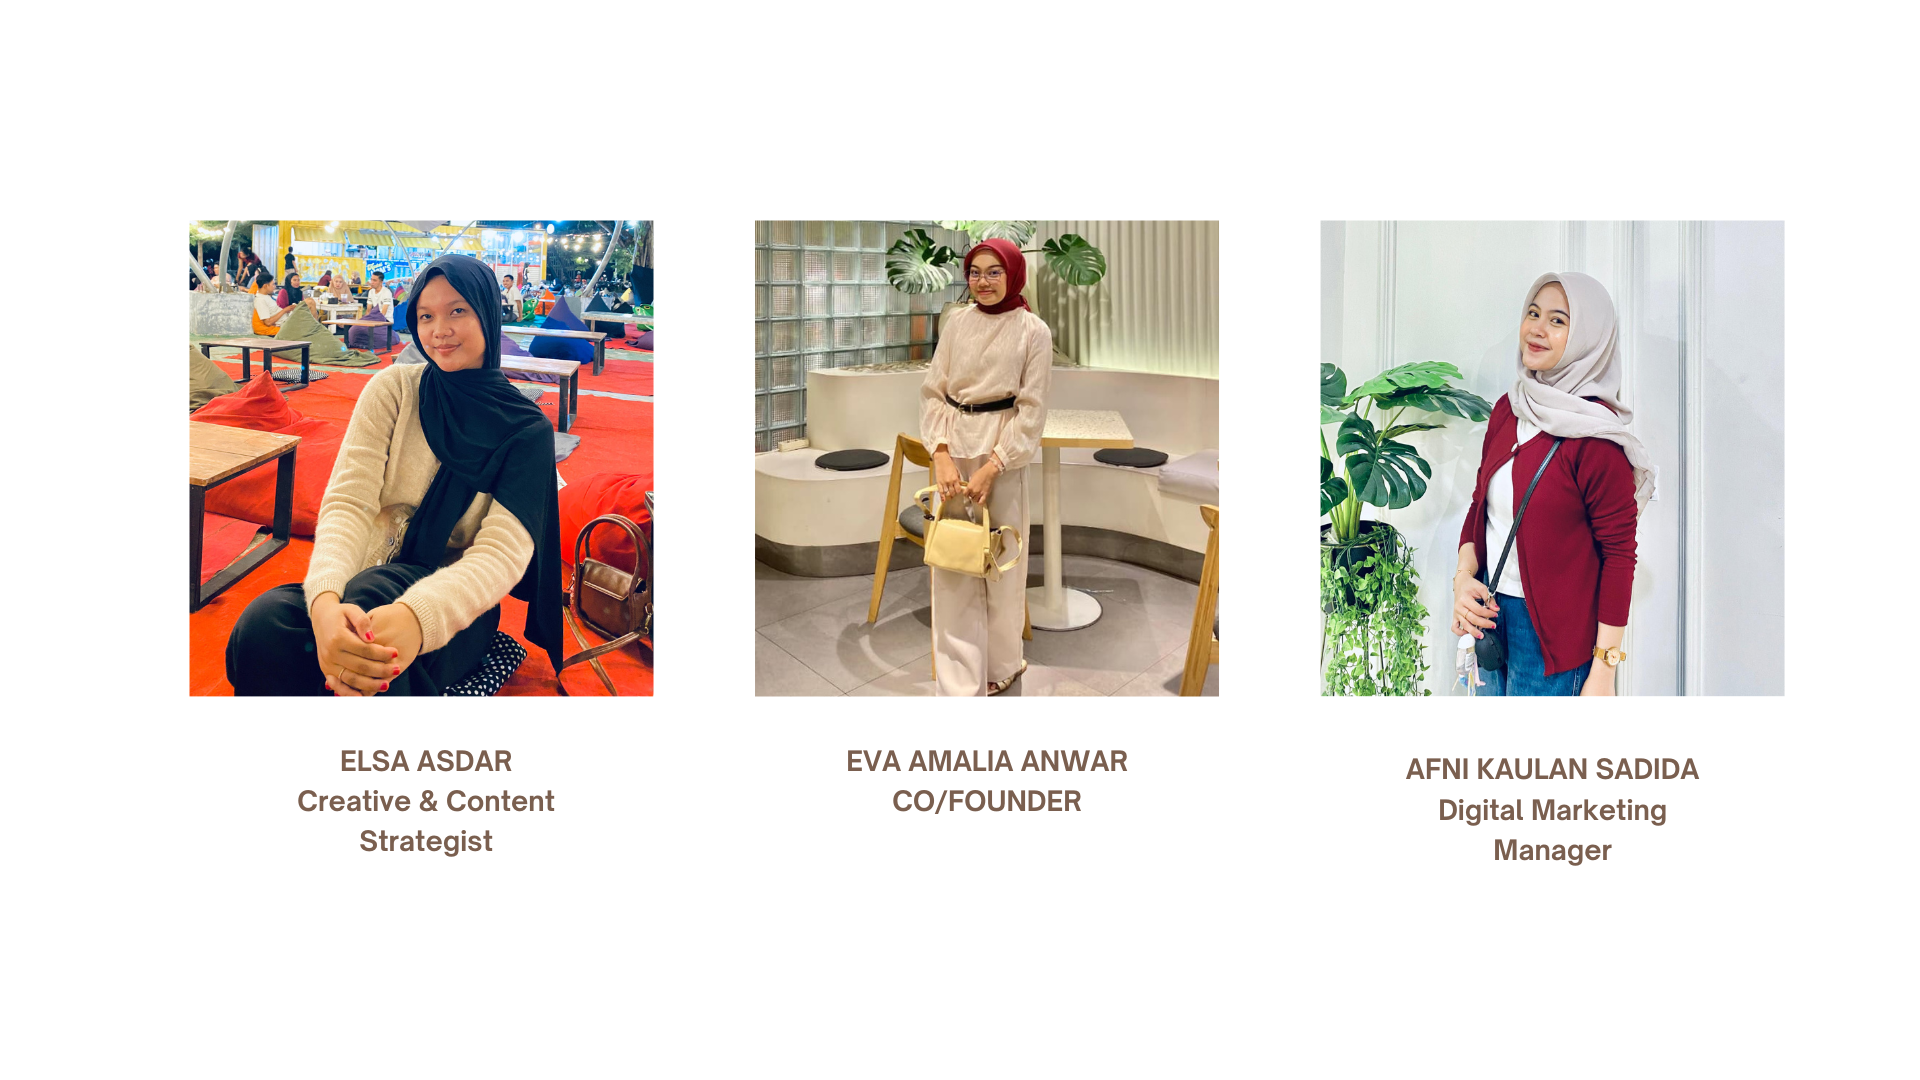 ELSA ASDAR
Creative & Content
Strategist
EVA AMALIA ANWAR
CO/FOUNDER
AFNI KAULAN SADIDA
Digital Marketing
Manager